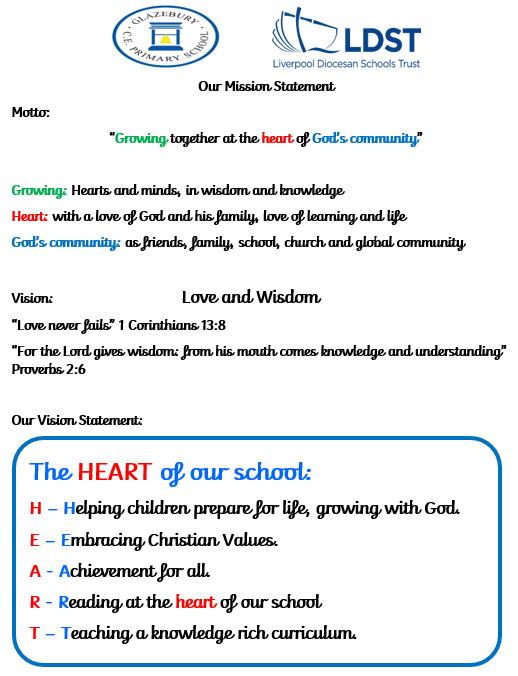 GLAZEBURY
C.E. PRIMARY SCHOOL
LDST
Liverpool Diocesan Schools Trust
Our Mission Statement
Motto:
“Growing together at the heart of God’s community”
Growing: Hearts and minds, in wisdom and knowledge
Heart: with a love of God and his family, love of learning and life
God’s community: as friends, family, school, church and global community
Vision: Love and Wisdom
“Love never fails” 1 Corinthians 13:8
“For the Lord gives wisdom: from his mouth comes knowledge and understanding”
Proverbs 2:6
Our Vision Statement:
The HEART of our school:
H – Helping children prepare for life, growing with God.
E – Embracing Christian Values.
A - Achievement for all.
R - Reading at the heart of our school
T – Teaching a knowledge rich curriculum.